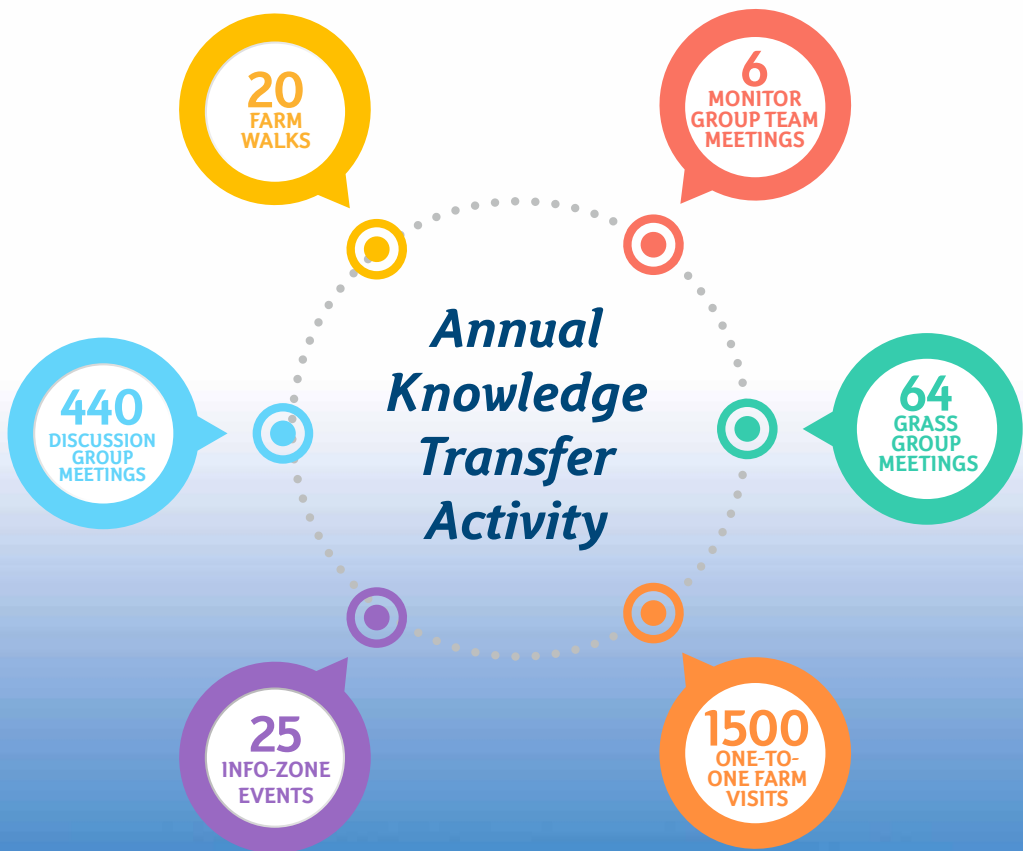 20
FARM
WALKS
6
MONITOR
GROUP TEAM
MEETINGS
Annual
Knowledge
Transfer
Activity
440
DISCUSSION
GROUP
MEETINGS
64
GRASS
GROUP
MEETINGS
25
INFO-ZONE
EVENTS
1500
ONE-TO-
ONE FARM
VISITS